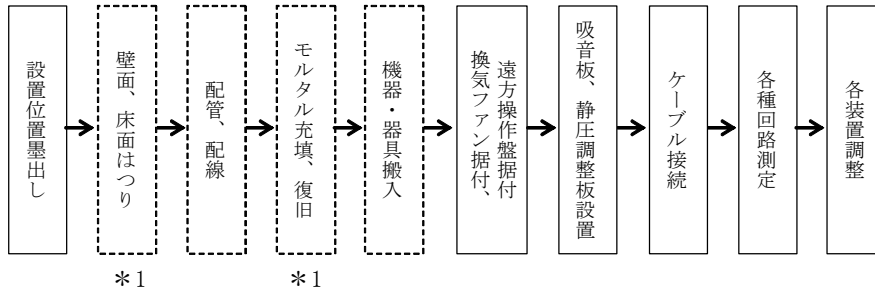 設置位置墨出し
壁面、床面はつり
配管、配線
モルタル充填、復旧
機器・器具搬入
遠方操作盤据付
換気ファン据付、
吸音板、静圧調整板設置
ケーブル接続
各種回路測定
各装置調整
＊1
＊1